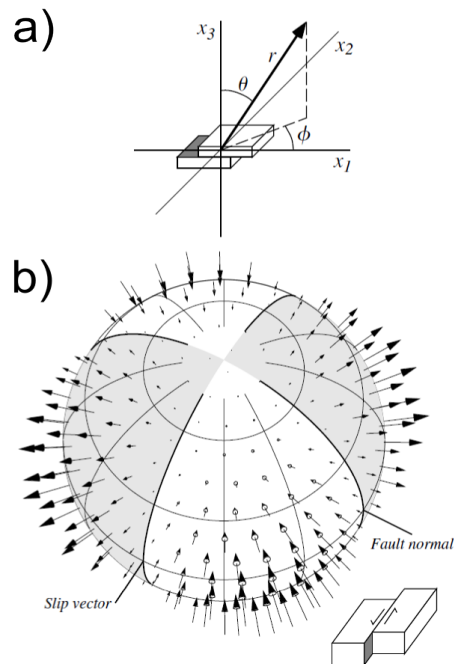 a)
x3
x2
r
θ
ϕ
x1
b)
Fault normal
Slip vector